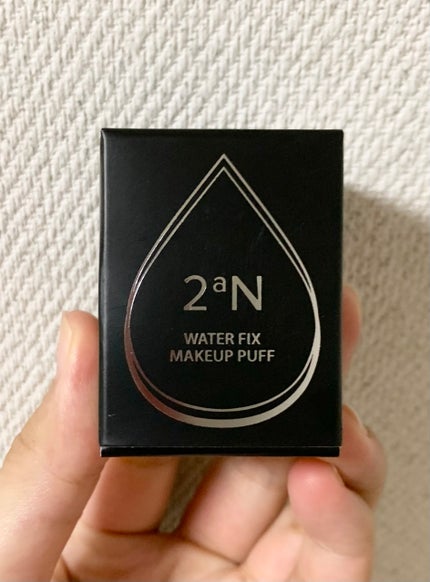 2ªN
WATER FIX
MAKEUP PUFF